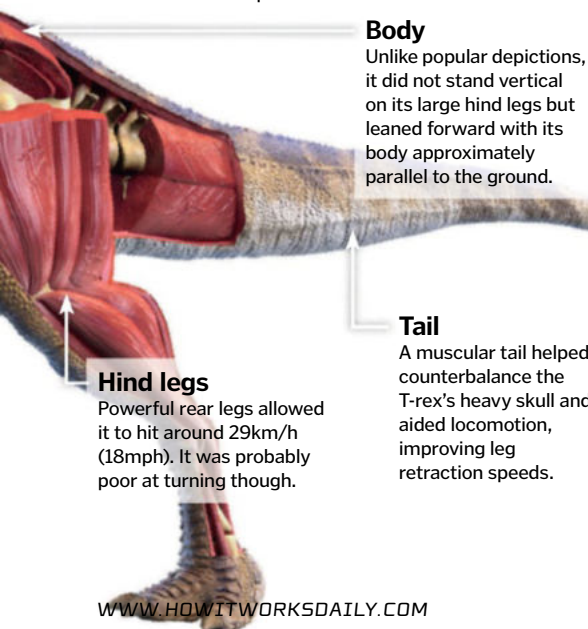 Body
Unlike popular depictions,
it did not stand vertical
on its large hind legs but
leaned forward with its
body approximately
parallel to the ground.
Tail
A muscular tail helped
counterbalance the
T-rex's heavy skull and
aided locomotion,
improving leg
retraction speeds.
Hind legs
Powerful rear legs allowed
it to hit around 29km/h
(18mph). It was probably
poor at turning though.
WWW.HOWITWORKSDAILY.COM